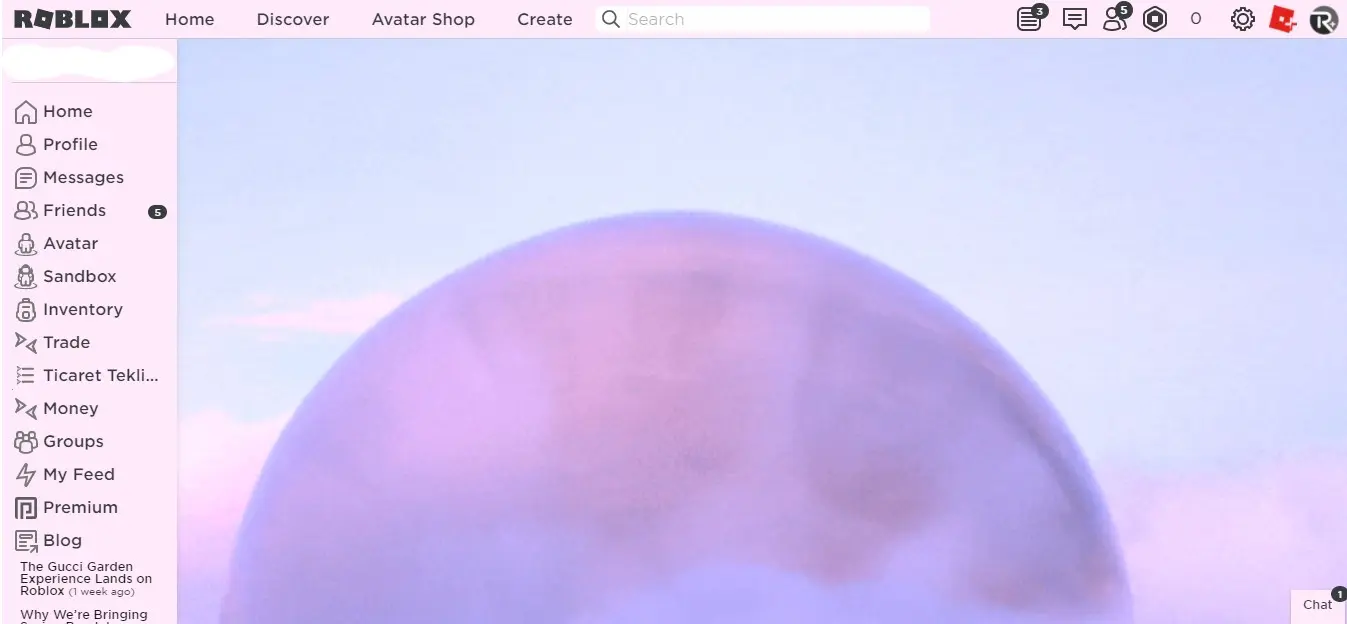 ROBLOX Home Discover Avatar Shop Create Search 3 5 0
Home
Profile
Messages
Friends 5
Avatar
Sandbox
Inventory
Trade
Ticaret Tekli...
Money
Groups
My Feed
Premium
Blog
The Gucci Garden
Experience Lands on
Roblox (1 week ago)
Why We're Bringing
Chat 1